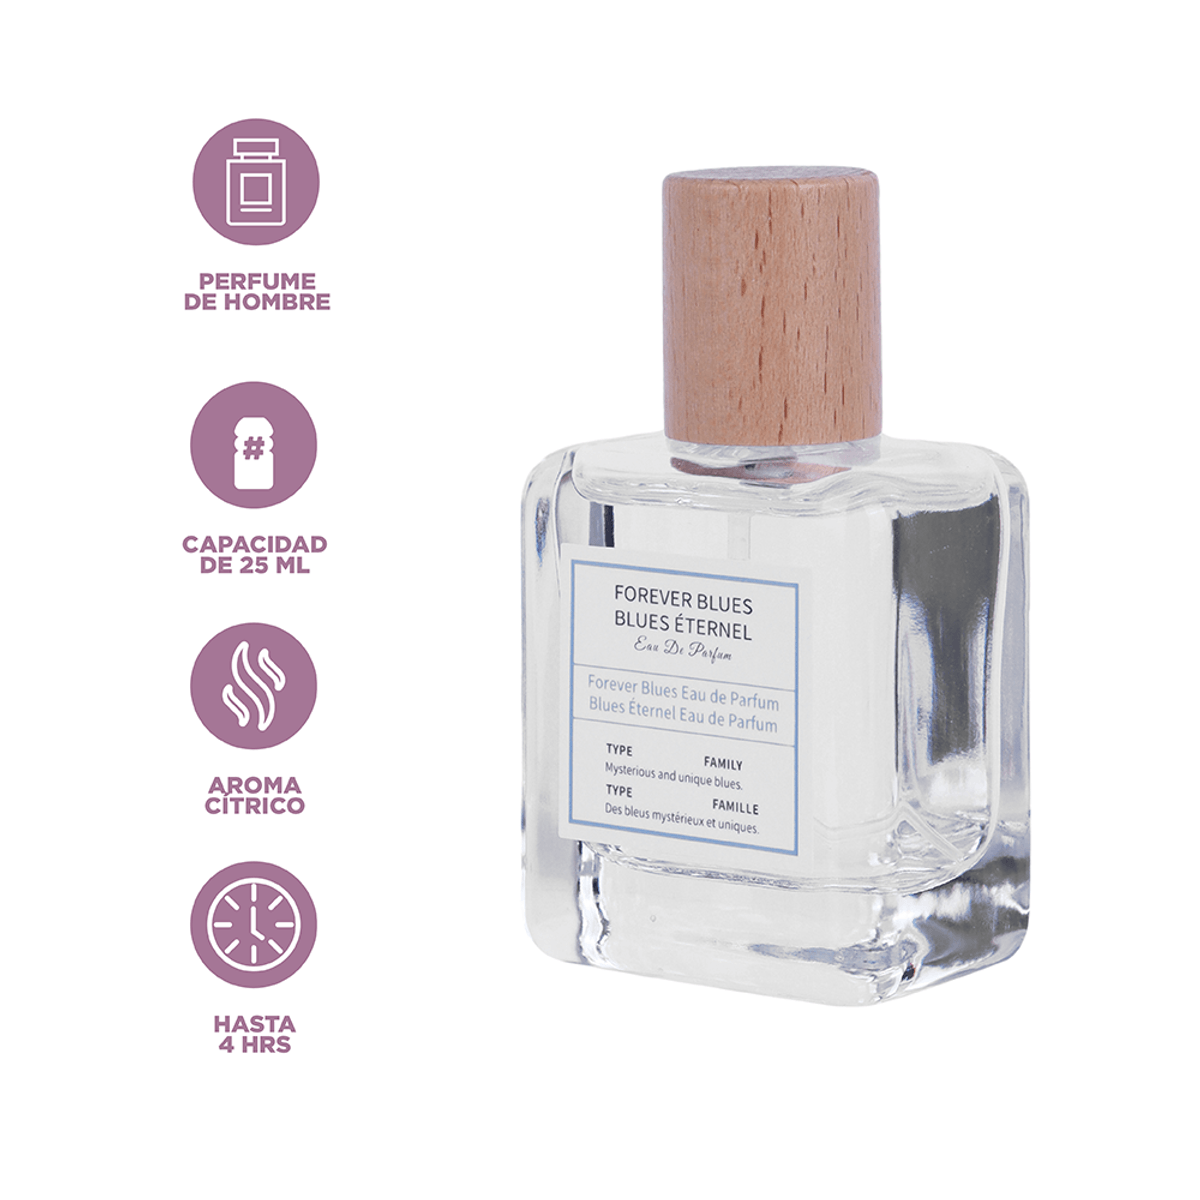 PERFUME
DE HOMBRE
#
CAPACIDAD
DE 25 ML
AROMA
CÍTRICO
HASTA
4 HRS
FOREVER BLUES
BLUES ÉTERNEL
Eau De Parfum
Forever Blues Eau de Parfum
Blues Éternel Eau de Parfum
TYPE FAMILY
Mysterious and unique blues.
TYPE FAMILLE
Des bleus mystérieux et uniques.